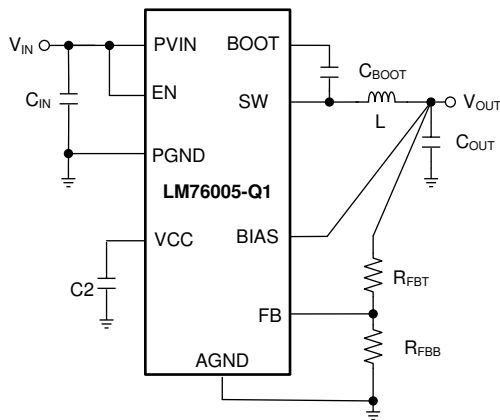 V_IN
PVIN
BOOT
C_IN
EN
C_BOOT
SW
V_OUT
L
PGND
C_OUT
LM76005-Q1
VCC
BIAS
C2
R_FBT
FB
R_FBB
AGND